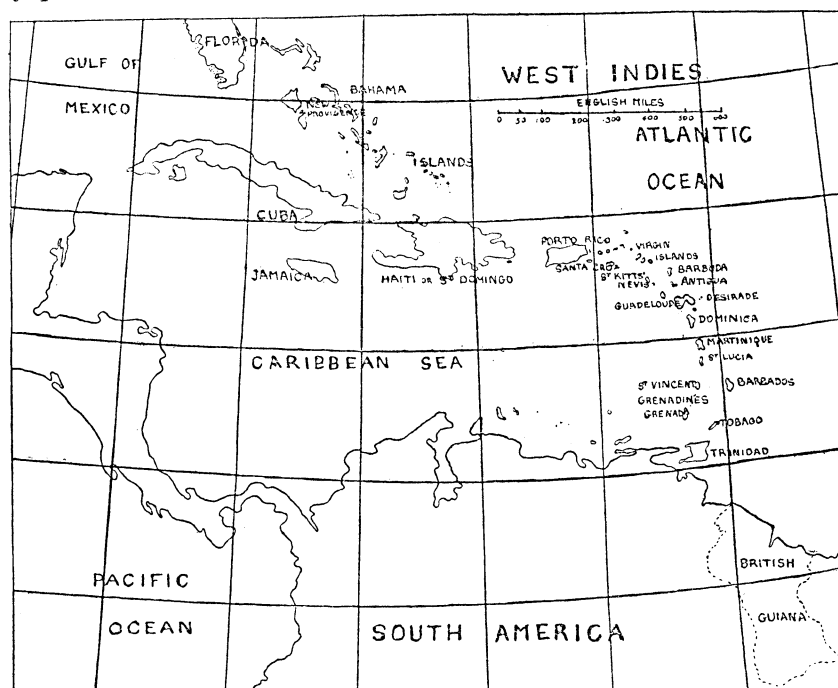 FLORIDA
GULF OF
MEXICO
WEST INDIES
BAHAMA
NEW
PROVIDENSE
ENGLISH MILES
0 50 100 200 300 400 500 600
ATLANTIC
OCEAN
ISLANDS
CUBA
JAMAICA
HAITI OR ST DOMINGO
PORTO RICO
VIRGIN
ISLANDS
SANTA CRUZ
ST KITTS
NEVIS
BARBUDA
ANTIGUA
GUADELOUPE
DESIRADE
DOMINICA
MARTINIQUE
ST LUCIA
CARIBBEAN SEA
ST VINCENT
BARBADOS
GRENADINES
GRENADA
TOBAGO
TRINIDAD
PACIFIC
OCEAN
SOUTH AMERICA
BRITISH
GUIANA